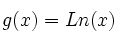 g(x) = Ln(x)